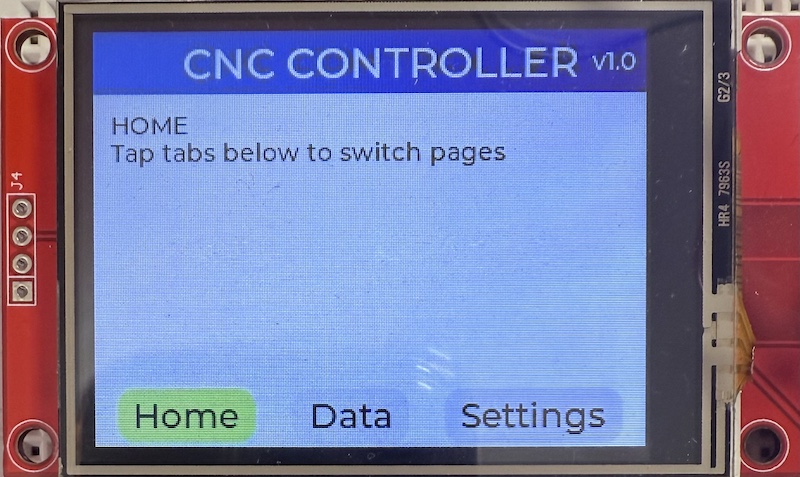 CNC CONTROLLER v1.0
HOME
Tap tabs below to switch pages
Home Data Settings
J4
G2/3
HR4 7963S